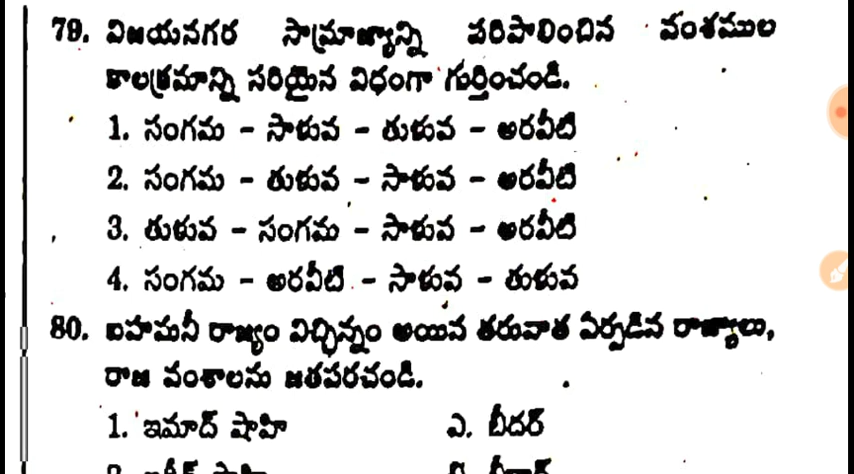 79. విజయనగర సామ్రాజ్యాన్ని పరిపాలించిన వంశముల
కాలక్రమాన్ని సరియైన విధంగా గుర్తించండి.
1. సంగమ - సాళువ - తుళువ - అరవీటి
2. సంగమ - తుళువ - సాళువ - అరవీటి
3. తుళువ - సంగమ - సాళువ - అరవీటి
4. సంగమ - అరవీటి - సాళువ - తుళువ
80. బహమనీ రాజ్యం విచ్ఛిన్నం అయిన తరువాత ఏర్పడిన రాజ్యాలు,
రాజ వంశాలను జతపరచండి.
1. ఇమాద్ షాహి ఎ. బీదర్